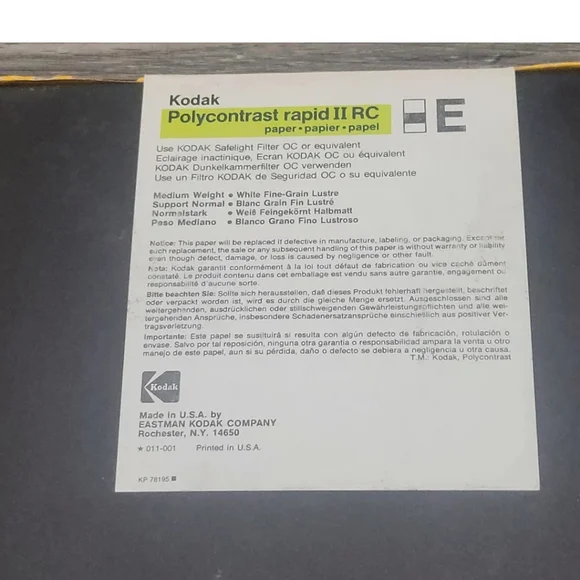 Kodak
Polycontrast rapid II RC
paper • papier • papel
E
Use KODAK Safelight Filter OC or equivalent
Eclairage inactinique, Ecran KODAK OC ou équivalent
KODAK Dunkelkammerfilter OC verwenden
Use un Filtro KODAK de Seguridad OC o su equivalente
Medium Weight • White Fine-Grain Lustre
Support Normal • Blanc Grain Fin Lustré
Normalstark • Weiß Feingekörnt Halbmatt
Peso Mediano • Blanco Grano Fino Lustroso
Notice: This paper will be replaced if defective in manufacture, labeling, or packaging. Except for
such replacement, the sale or any subsequent handling of this paper is without warranty or liability
even though defect, damage, or loss is caused by negligence or other fault.
Nota: Kodak garantit conformément à la loi tout défaut de fabrication ou vice caché dûment
constaté. Le produit contenu dans cet emballage est vendu sans autre garantie, engagement ou
responsabilité d'aucune sorte.
Bitte beachten Sie: Sollte sich herausstellen, daß dieses Produkt fehlerhaft hergestellt, beschriftet
oder verpackt worden ist, wird es durch die gleiche Menge ersetzt. Ausgeschlossen sind alle
weitergehenden, ausdrücklichen oder stillschweigenden Gewährleistungspflichten und alle wei-
tergehenden Ansprüche, insbesondere Schadenersatzansprüche einschließlich aus positiver Ver-
tragsverletzung.
Importante: Este papel se sustituirá si resulta con algún defecto de fabricación, rotulación o
envase. Salvo por tal reposición, ninguna otra garantía o responsabilidad ampara la venta u otro
manejo de este papel, aun si su pérdida, daño o defecto se debiera a negligencia u otra causa.
T.M.: Kodak, Polycontrast
Kodak
Made in U.S.A. by
EASTMAN KODAK COMPANY
Rochester, N.Y. 14650
* 011-001 Printed in U.S.A.
KP 78195